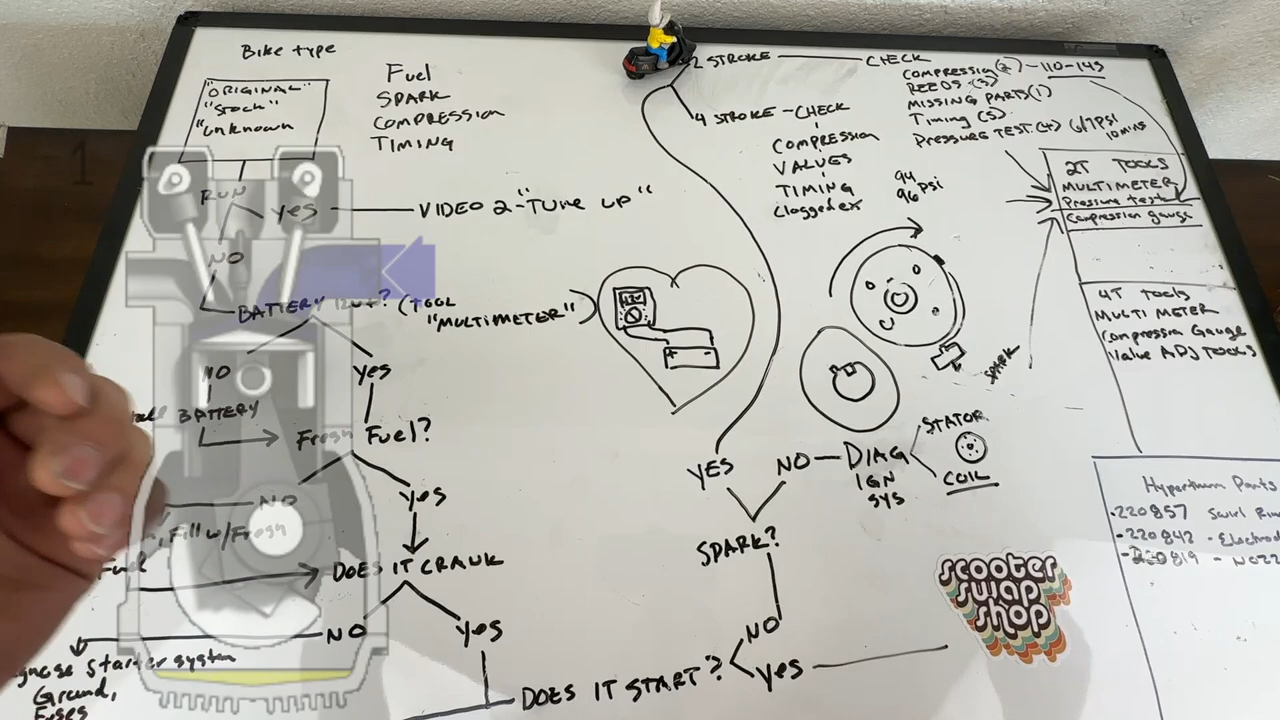 Bike type
"ORIGINAL"
"Stock"
"Unknown
RUN
yes
VIDEO 2-"Tune up"
NO
BATTERY 12v+? (TOOL
"MULTIMETER")
NO
yes
BATTERY
Fresh Fuel?
NO
yes
Fill w/Fresh
Fuel
DOES IT CRANK
NO
yes
Starter system
Ground,
Fuses
DOES IT START?
NO
yes
Fuel
SPARK
COMPRESSION
TIMING
2 STROKE
CHECK
COMPRESSION (2) - 110-145
REEDS (3)
MISSING PARTS (1)
Timing (5)
PRESSURE TEST (4) 6/7PSI
10 mins
4 STROKE - CHECK
COMPRESSION
VALVES
TIMING
Clogged ex
94
96 PSI
SPARK
YES
NO
DIAG
IGN
SYS
STATOR
COIL
SPARK?
2T TOOLS
MULTIMETER
Pressure test
Compression gauge
4T Tools
MULTI METER
Compression Gauge
Valve ADJ TOOLS
Hypertherm Parts
-220857 Swirl
-220842 - Electrod
-220819 - NOZZ
scooter
swap
shop